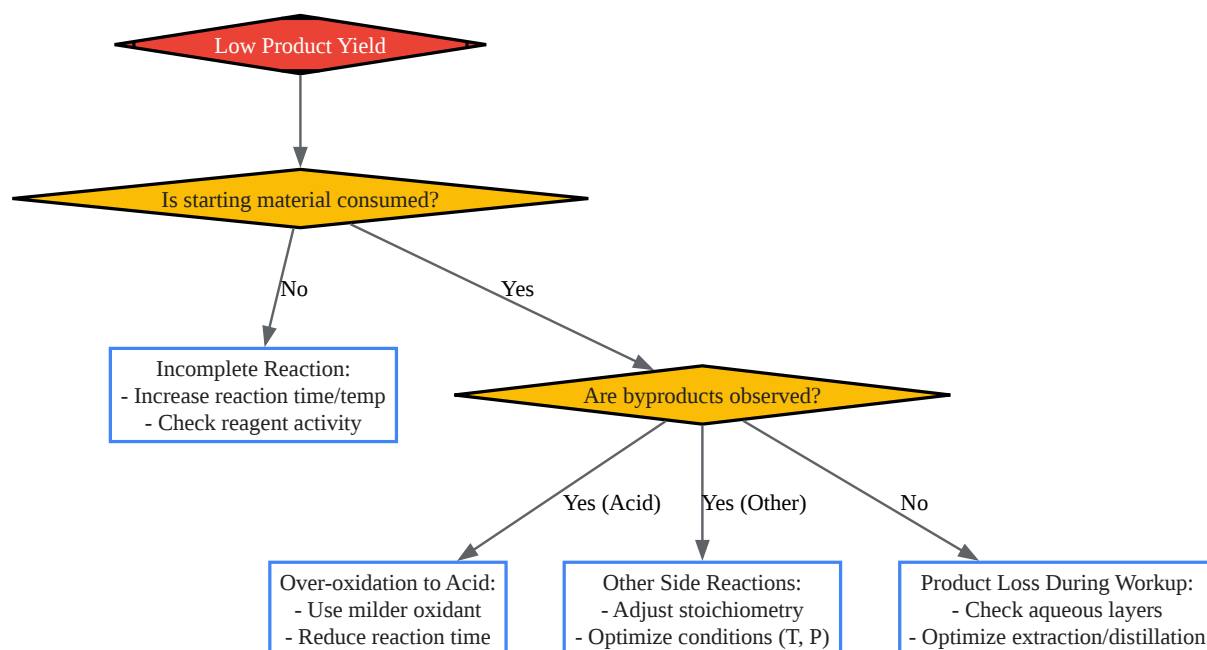 Low Product Yield
Is starting material consumed?
No
Yes
Incomplete Reaction:
- Increase reaction time/temp
- Check reagent activity
Are byproducts observed?
Yes (Acid)
Yes (Other)
No
Over-oxidation to Acid:
- Use milder oxidant
- Reduce reaction time
Other Side Reactions:
- Adjust stoichiometry
- Optimize conditions (T, P)
Product Loss During Workup:
- Check aqueous layers
- Optimize extraction/distillation